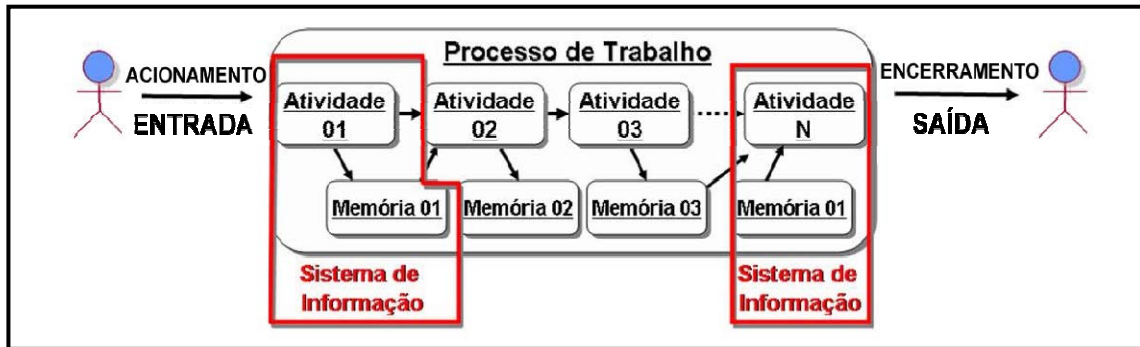 Processo de Trabalho
ACIONAMENTO
ENTRADA
Atividade
01
Atividade
02
Atividade
03
Atividade
N
ENCERRAMENTO
SAÍDA
Memória 01
Memória 02
Memória 03
Memória 01
Sistema de
Informação
Sistema de
Informação